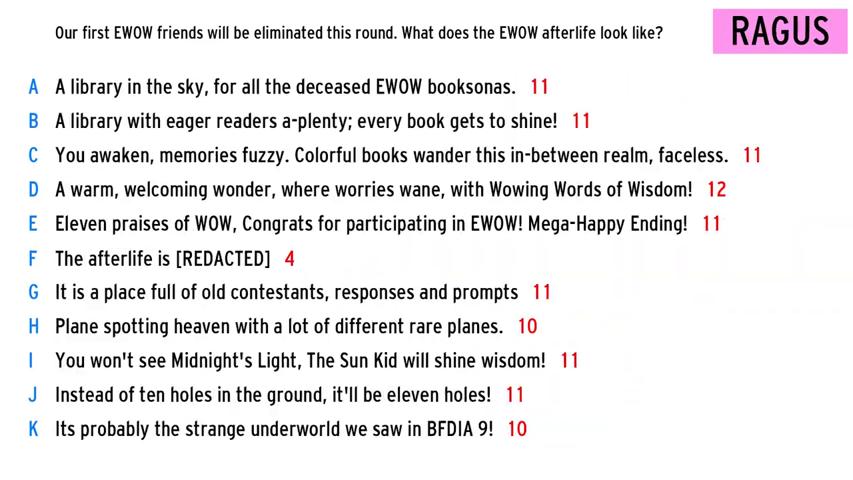 Our first EWOW friends will be eliminated this round. What does the EWOW afterlife look like?
RAGUS
A A library in the sky, for all the deceased EWOW booksonas. 11
B A library with eager readers a-plenty; every book gets to shine! 11
C You awaken, memories fuzzy. Colorful books wander this in-between realm, faceless. 11
D A warm, welcoming wonder, where worries wane, with Wowing Words of Wisdom! 12
E Eleven praises of WOW, Congrats for participating in EWOW! Mega-Happy Ending! 11
F The afterlife is [REDACTED] 4
G It is a place full of old contestants, responses and prompts 11
H Plane spotting heaven with a lot of different rare planes. 10
I You won't see Midnight's Light, The Sun Kid will shine wisdom! 11
J Instead of ten holes in the ground, it'll be eleven holes! 11
K Its probably the strange underworld we saw in BFDIA 9! 10